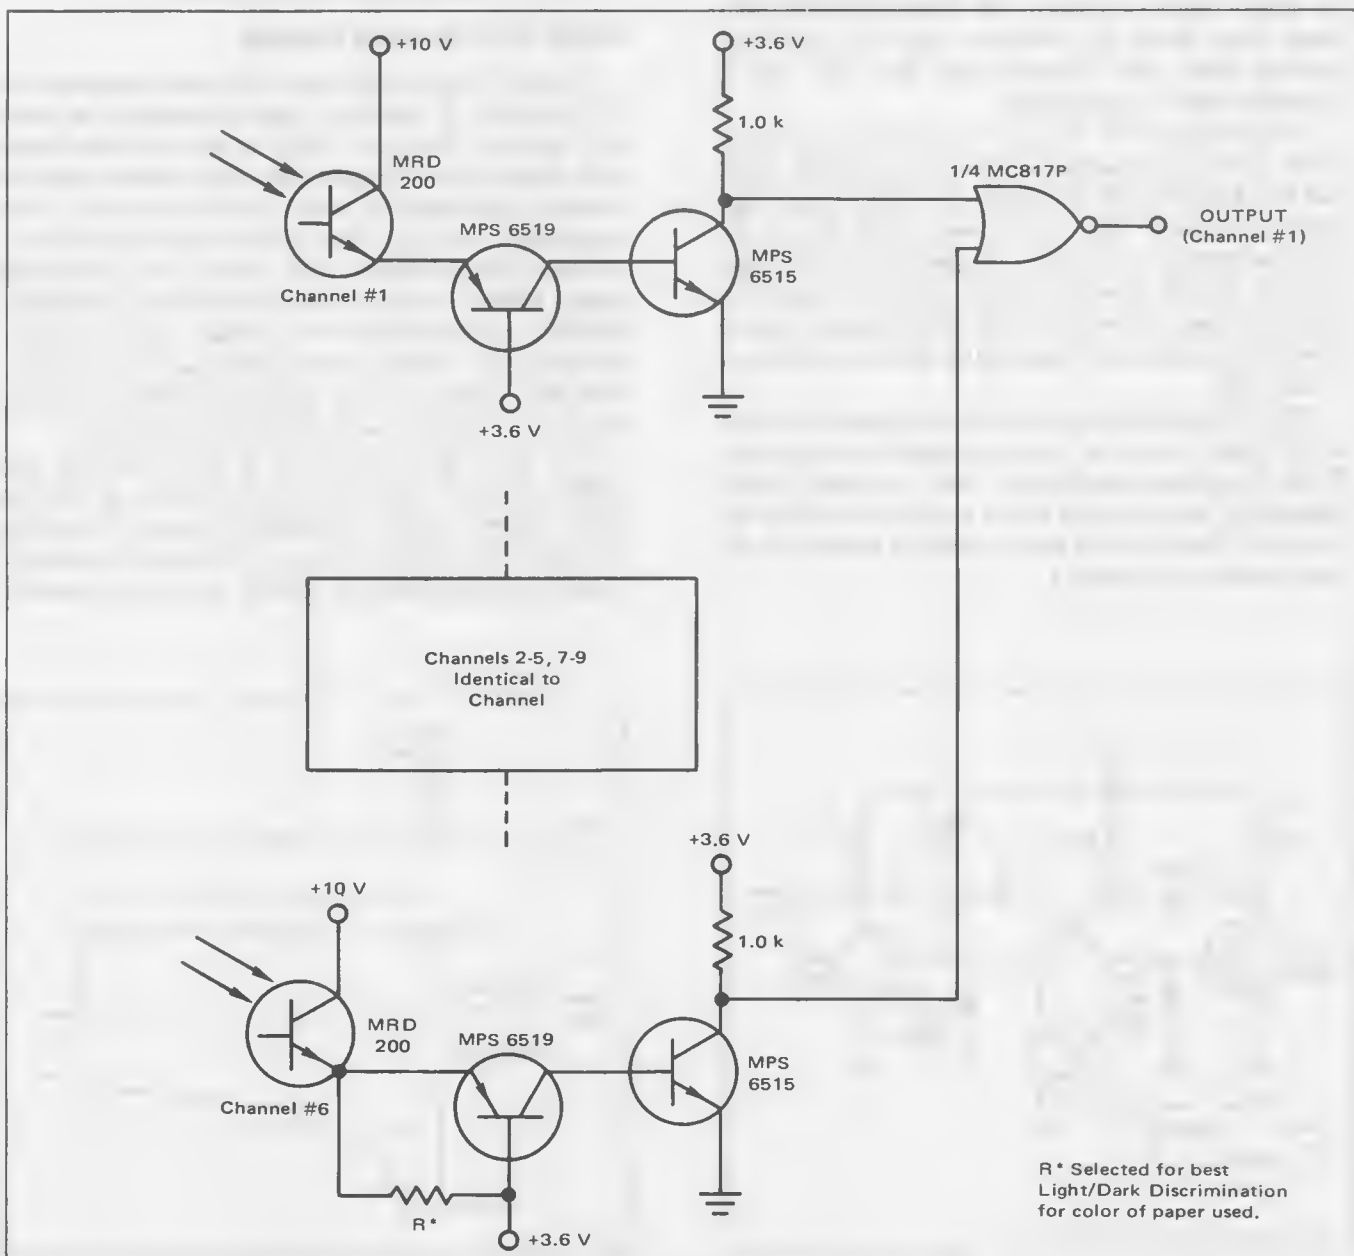 +10 V
+3.6 V
1.0 k
MRD
200
1/4 MC817P
MPS 6519
OUTPUT
(Channel #1)
MPS
6515
Channel #1
+3.6 V
Channels 2-5, 7-9
Identical to
Channel
+3.6 V
+10 V
1.0 k
MRD
200
MPS 6519
MPS
6515
Channel #6
R*
+3.6 V
R* Selected for best
Light/Dark Discrimination
for color of paper used.